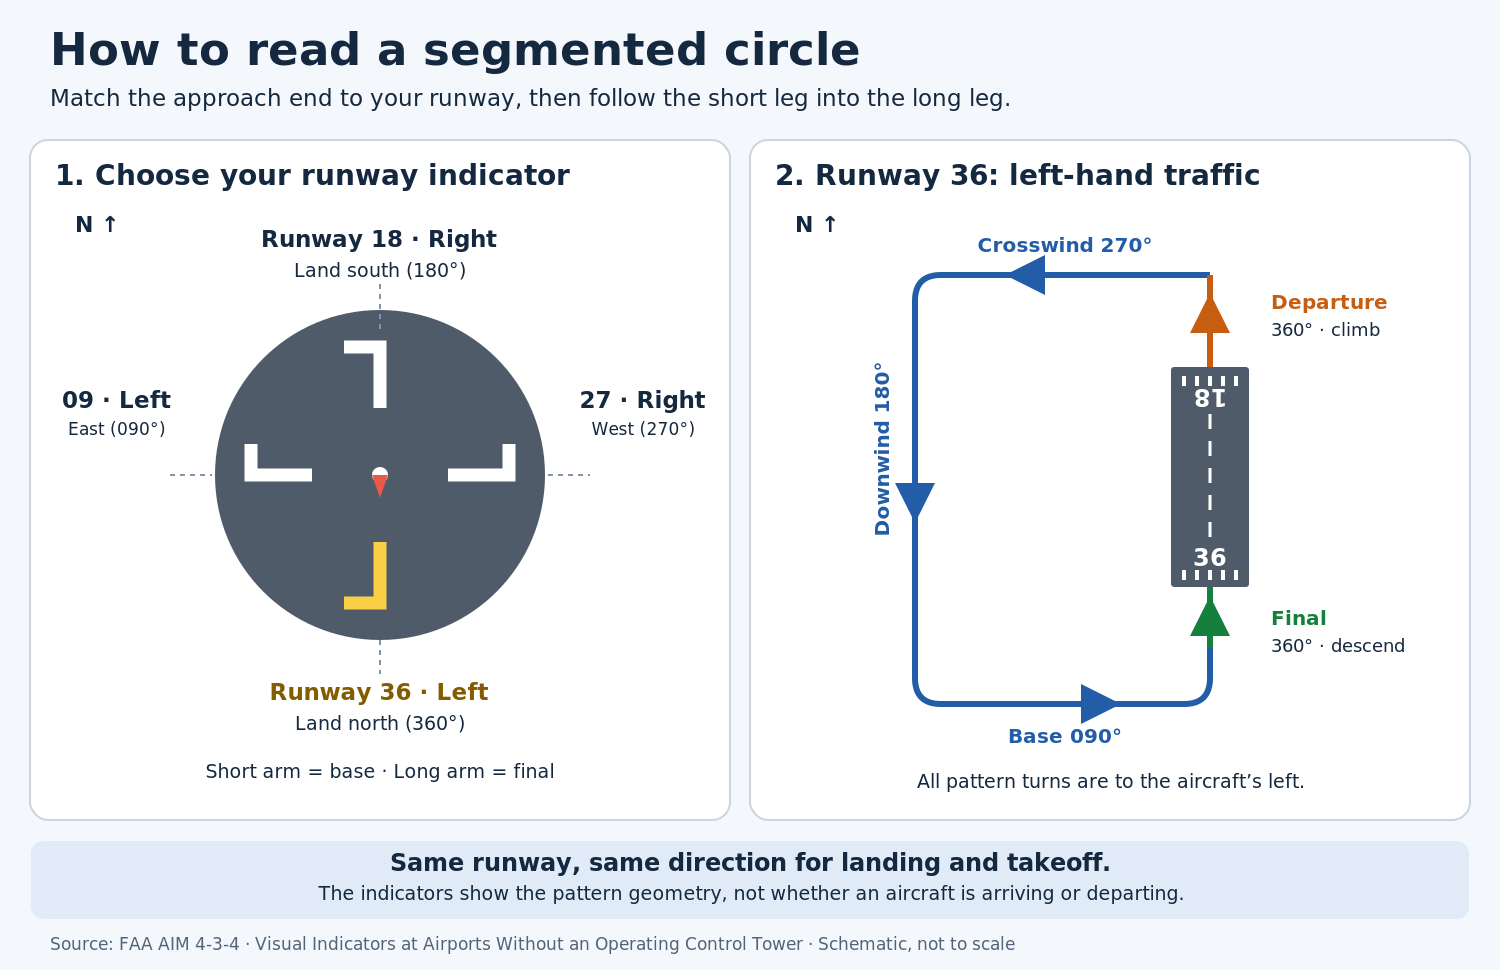 How to read a segmented circle
Match the approach end to your runway, then follow the short leg into the long leg.
1. Choose your runway indicator
N ↑
Runway 18 · Right
Land south (180°)
09 · Left
East (090°)
27 · Right
West (270°)
Runway 36 · Left
Land north (360°)
Short arm = base · Long arm = final
2. Runway 36: left-hand traffic
N ↑
Crosswind 270°
Departure
360° · climb
Downwind 180°
18
36
Final
360° · descend
Base 090°
All pattern turns are to the aircraft’s left.
Same runway, same direction for landing and takeoff.
The indicators show the pattern geometry, not whether an aircraft is arriving or departing.
Source: FAA AIM 4-3-4 · Visual Indicators at Airports Without an Operating Control Tower · Schematic, not to scale